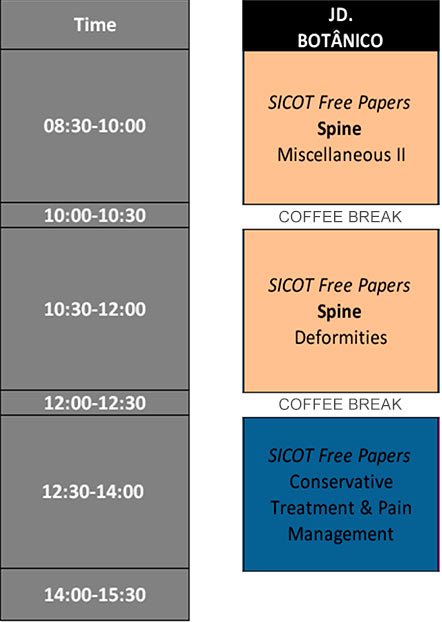 Time
JD.
BOTÂNICO
08:30-10:00
SICOT Free Papers
Spine
Miscellaneous II
10:00-10:30
COFFEE BREAK
10:30-12:00
SICOT Free Papers
Spine
Deformities
12:00-12:30
COFFEE BREAK
12:30-14:00
SICOT Free Papers
Conservative
Treatment & Pain
Management
14:00-15:30